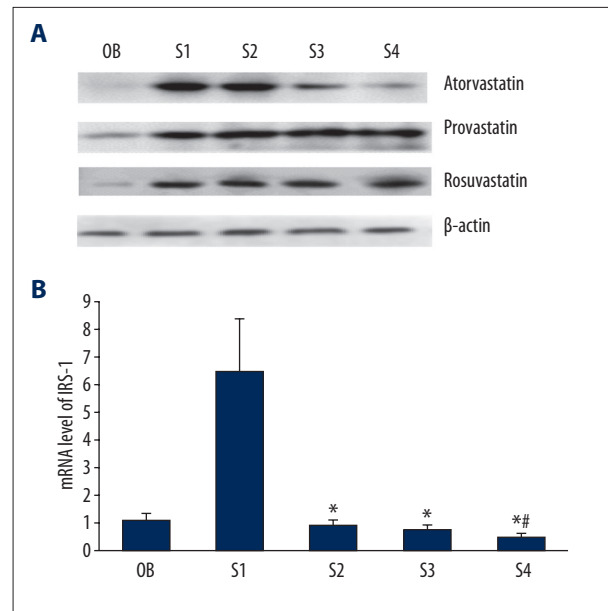 A
OB S1 S2 S3 S4
Atorvastatin
Provastatin
Rosuvastatin
β-actin
B
mRNA level of IRS-1
9
8
7
6
5
4
3
2
1
0
* * *#
OB S1 S2 S3 S4